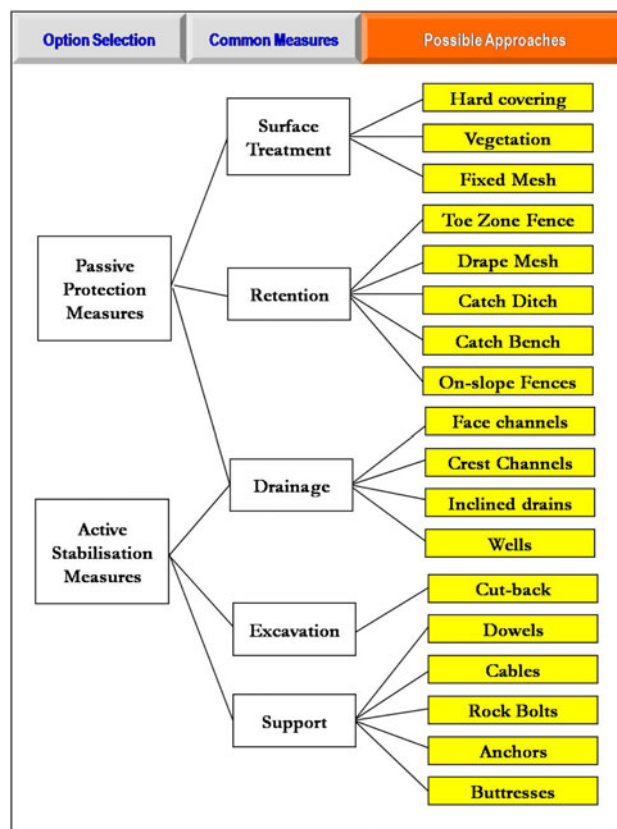 Option Selection
Common Measures
Possible Approaches
Passive
Protection
Measures
Active
Stabilisation
Measures
Surface
Treatment
Retention
Drainage
Excavation
Support
Hard covering
Vegetation
Fixed Mesh
Toe Zone Fence
Drape Mesh
Catch Ditch
Catch Bench
On-slope Fences
Face channels
Crest Channels
Inclined drains
Wells
Cut-back
Dowels
Cables
Rock Bolts
Anchors
Buttresses